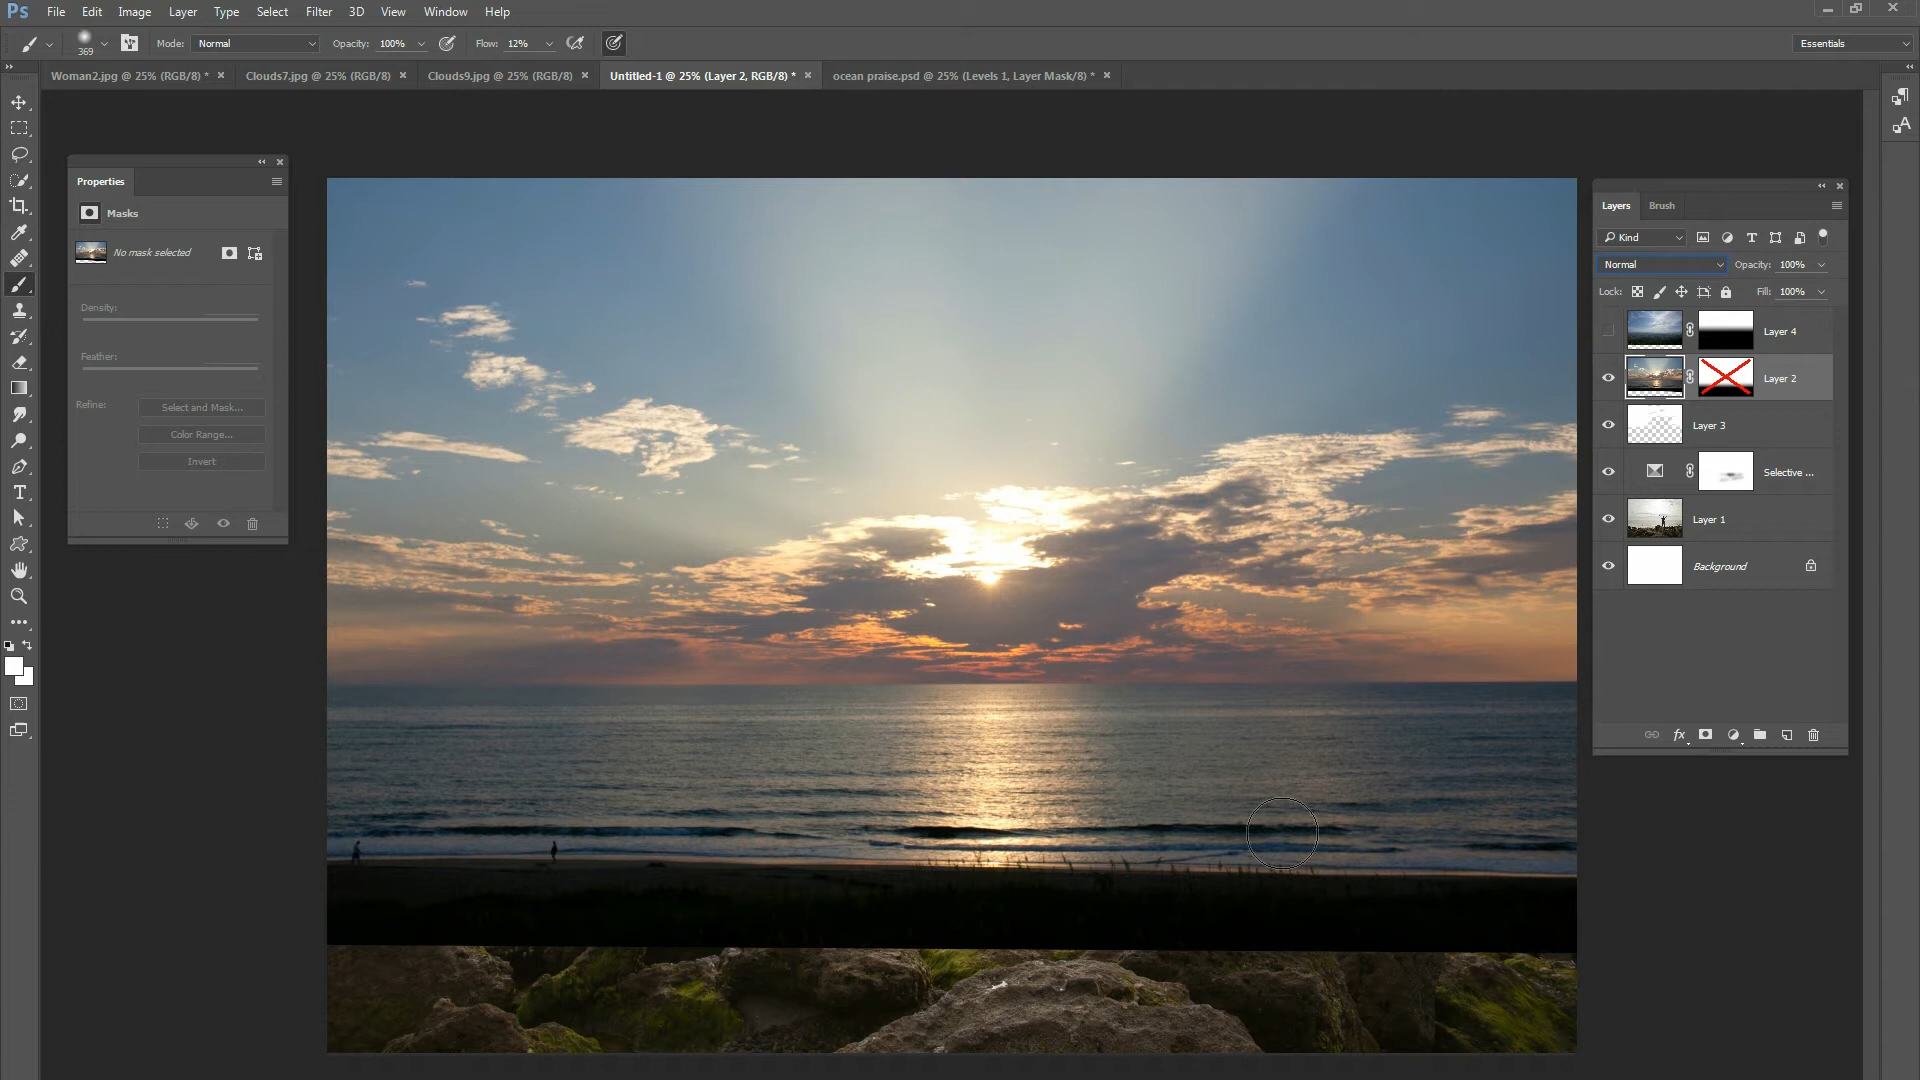 Ps File Edit Image Layer Type Select Filter 3D View Window Help
369 Mode: Normal Opacity: 100% Flow: 12% Essentials
Woman2.jpg @ 25% (RGB/8) * × Clouds7.jpg @ 25% (RGB/8) × Clouds9.jpg @ 25% (RGB/8) × Untitled-1 @ 25% (Layer 2, RGB/8) * × ocean praise.psd @ 25% (Levels 1, Layer Mask/8) * ×
Properties
Masks
No mask selected
Density:
Feather:
Refine: Select and Mask...
Color Range...
Invert
Layers Brush
Kind
Normal Opacity: 100%
Lock: Fill: 100%
Layer 4
Layer 2
Layer 3
Selective ...
Layer 1
Background